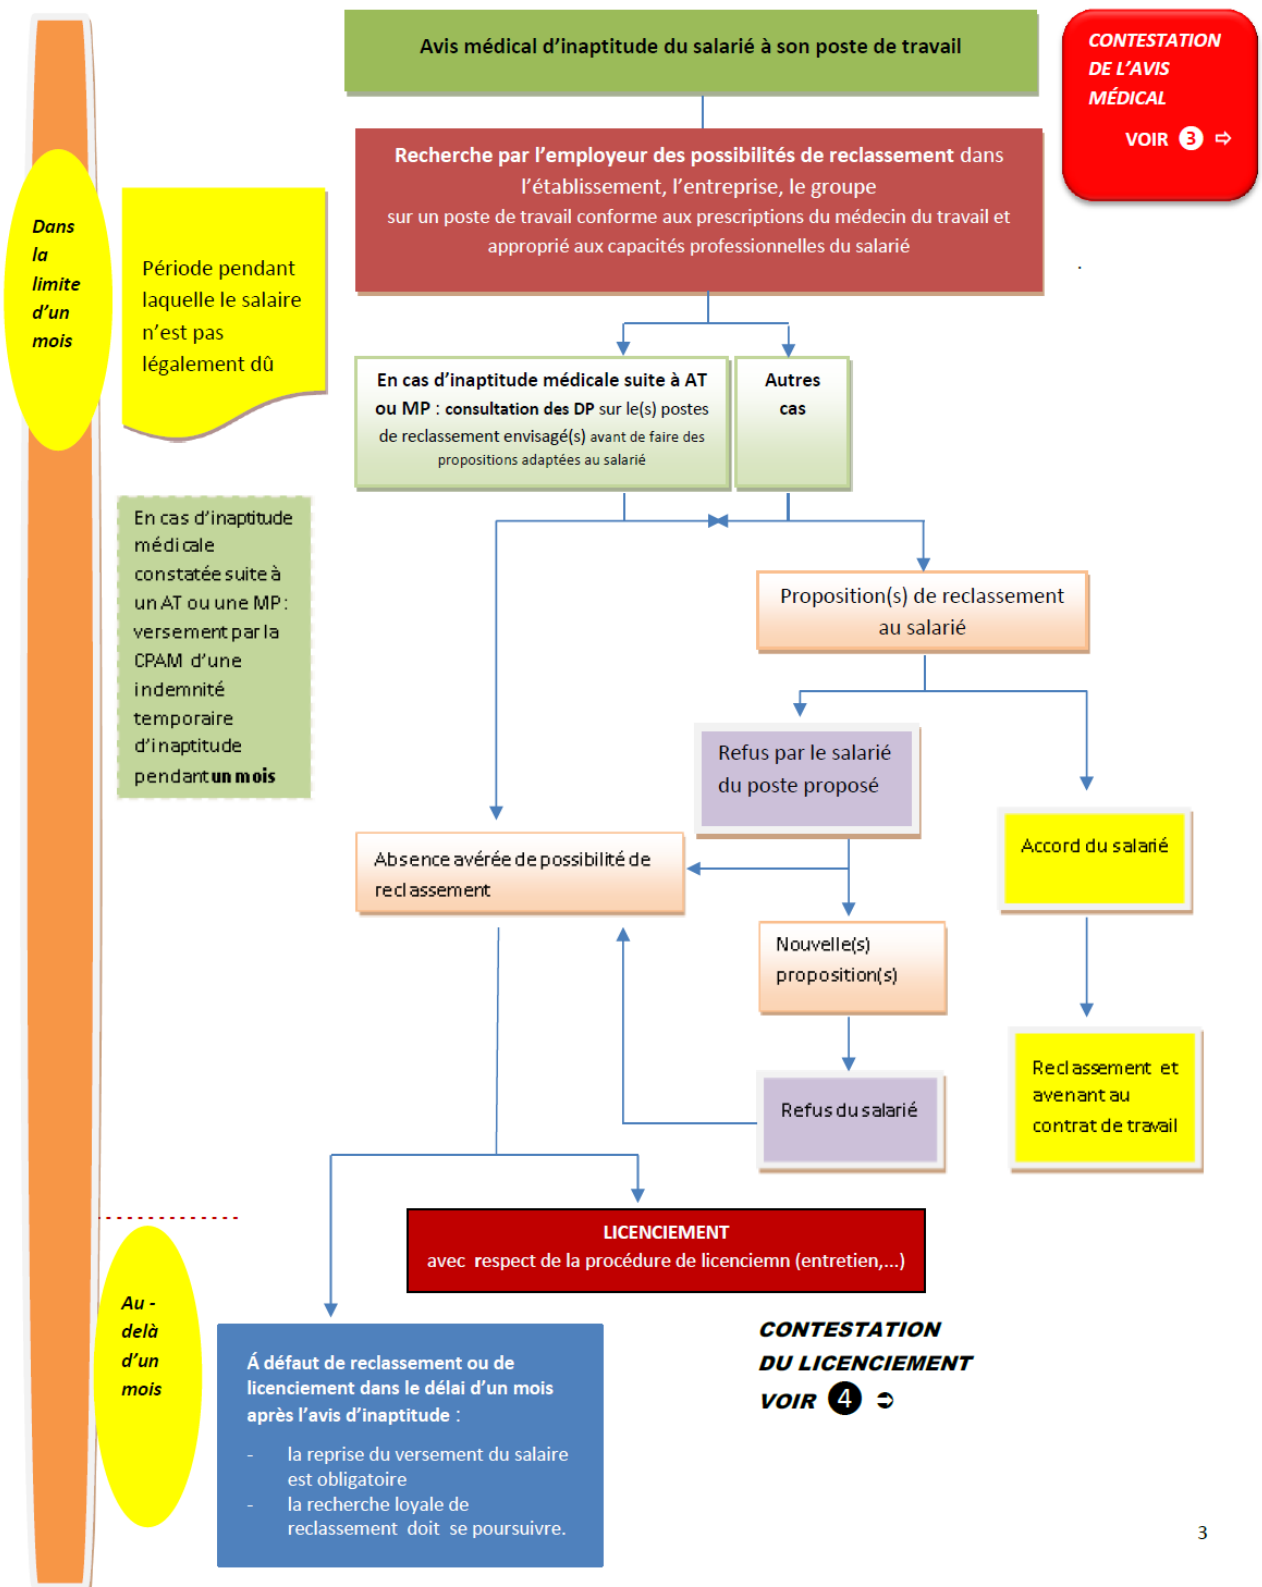 Avis médical d'inaptitude du salarié à son poste de travail
CONTESTATION
DE L'AVIS
MÉDICAL
VOIR ❸ ⇨
Recherche par l'employeur des possibilités de reclassement dans
l'établissement, l'entreprise, le groupe
sur un poste de travail conforme aux prescriptions du médecin du travail et
approprié aux capacités professionnelles du salarié
Dans
la
limite
d'un
mois
Période pendant
laquelle le salaire
n'est pas
légalement dû
.
En cas d'inaptitude médicale suite à AT
ou MP : consultation des DP sur le(s) postes
de reclassement envisagé(s) avant de faire des
propositions adaptées au salarié
Autres
cas
En cas d'inaptitude
médicale
constatée suite à
un AT ou une MP :
versement par la
CPAM d'une
indemnité
temporaire
d'inaptitude
pendant un mois
Proposition(s) de reclassement
au salarié
Refus par le salarié
du poste proposé
Accord du salarié
Absence avérée de possibilité de
reclassement
Nouvelle(s)
proposition(s)
Reclassement et
avenant au
contrat de travail
Refus du salarié
LICENCIEMENT
avec respect de la procédure de licenciemn (entretien,...)
Au -
delà
d'un
mois
Á défaut de reclassement ou de
licenciement dans le délai d'un mois
après l'avis d'inaptitude :
- la reprise du versement du salaire
est obligatoire
- la recherche loyale de
reclassement doit se poursuivre.
CONTESTATION
DU LICENCIEMENT
VOIR ❹ ➲
3